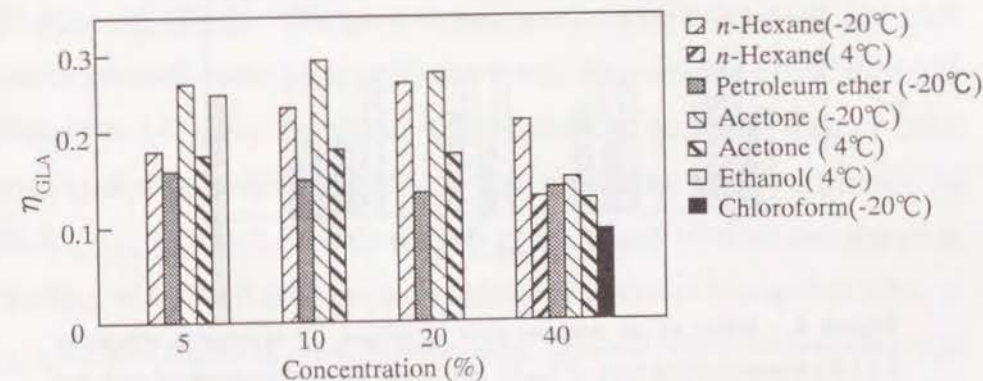 0.3
0.2
0.1
0
η GLA
5 10 20 40
Concentration (%)
n-Hexane(-20℃)
n-Hexane( 4℃)
Petroleum ether (-20℃)
Acetone (-20℃)
Acetone ( 4℃)
Ethanol( 4℃)
Chloroform(-20℃)